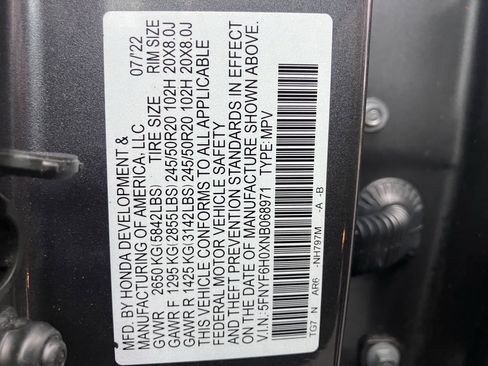 MFD. BY HONDA DEVELOPMENT &
MANUFACTURING OF AMERICA, LLC 07/22
GVWR 2650 KG(5842LBS) TIRE SIZE RIM SIZE
GAWR F 1295 KG(2855LBS) 245/50R20 102H 20X8.0J
GAWR R 1425 KG(3142LBS) 245/50R20 102H 20X8.0J
THIS VEHICLE CONFORMS TO ALL APPLICABLE
FEDERAL MOTOR VEHICLE SAFETY
AND THEFT PREVENTION STANDARDS IN EFFECT
ON THE DATE OF MANUFACTURE SHOWN ABOVE.
V.I.N.: 5FNYF6H0XNB068971 TYPE:MPV
TG7 N AR6 -NH797M -A -B